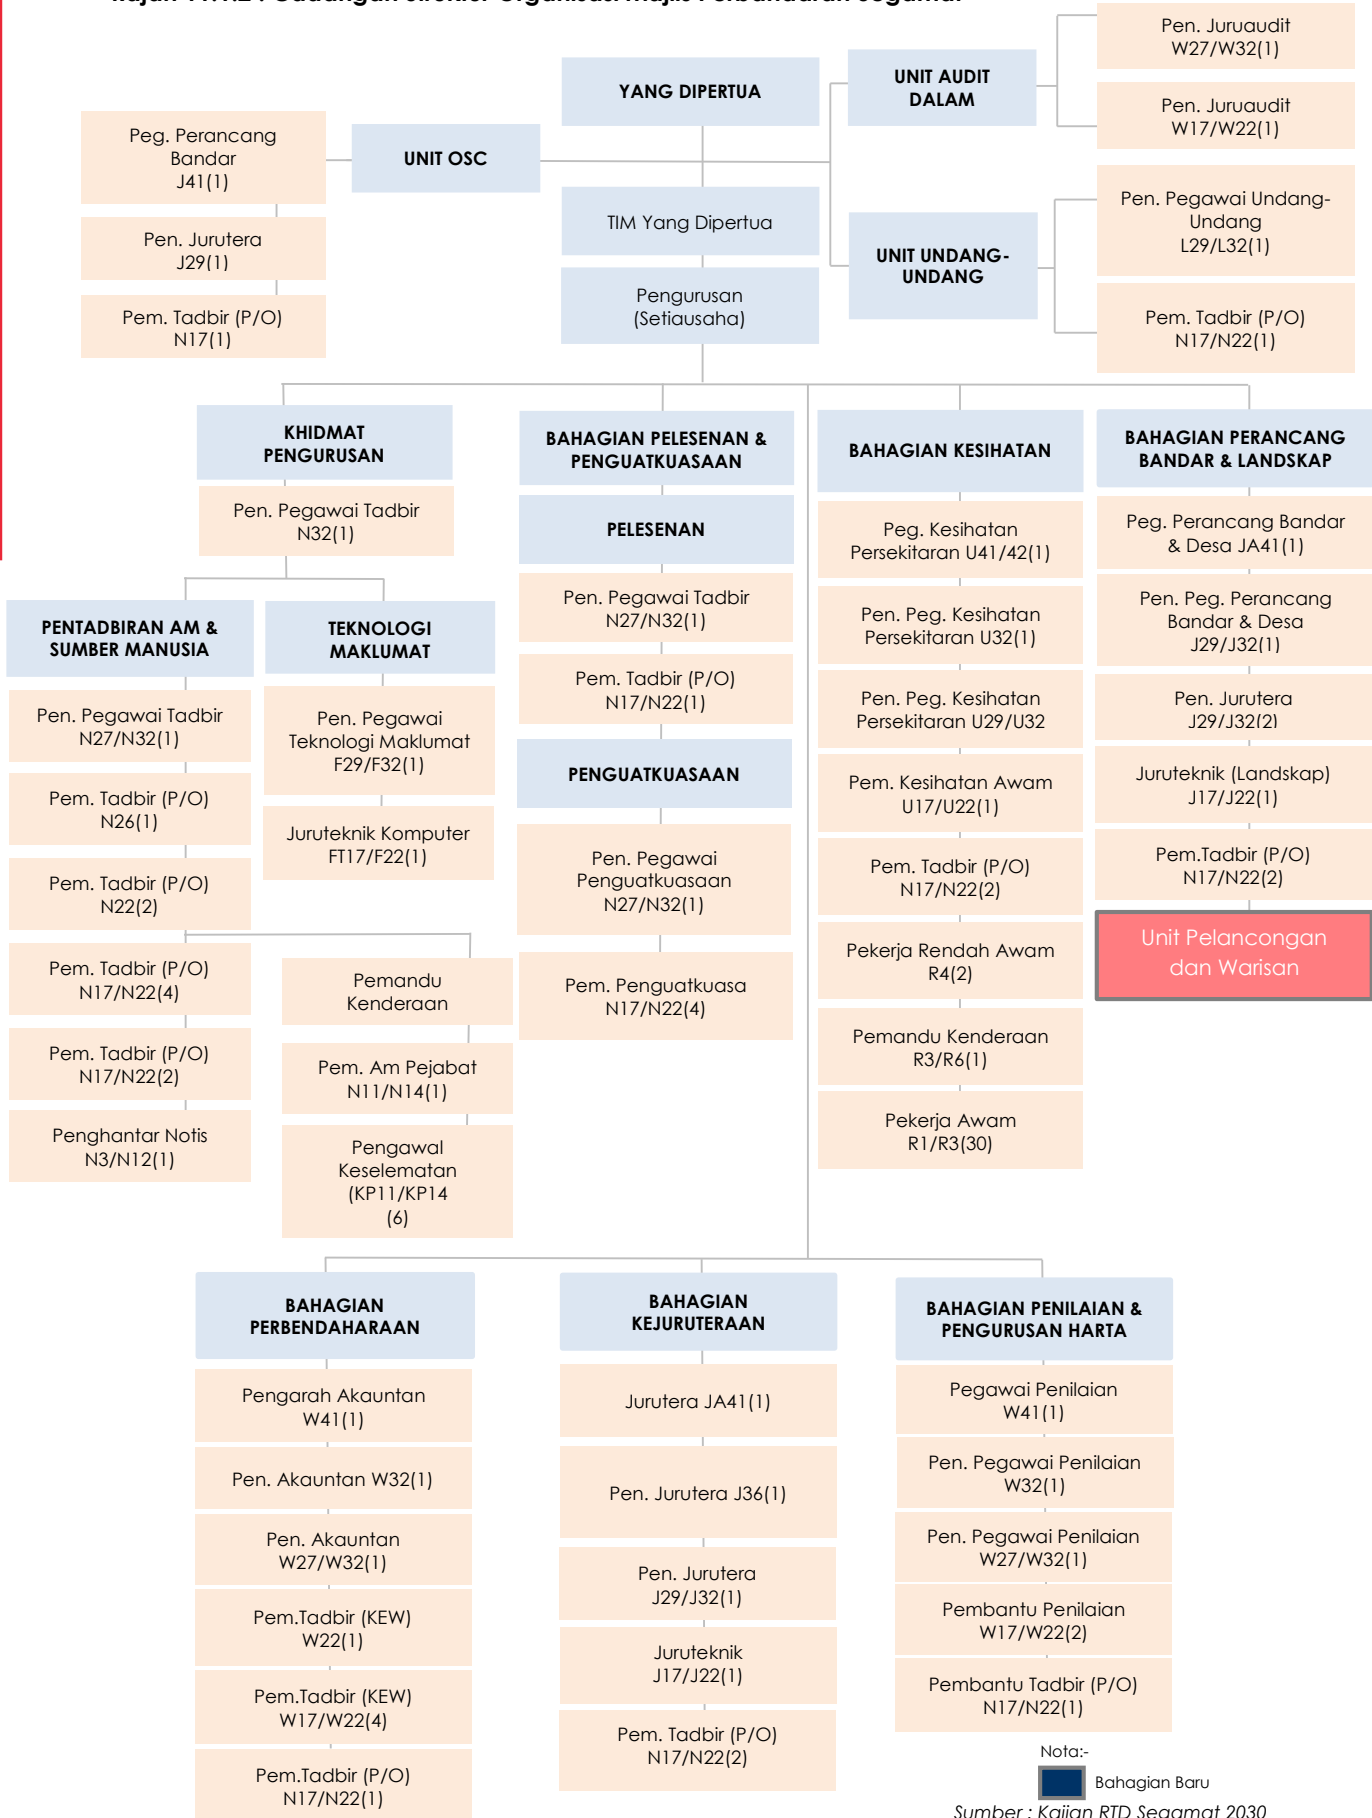 Rajah 11.1.2 : Cadangan Struktur Organisasi Majlis Perbandaran Segamat
YANG DIPERTUA
UNIT AUDIT
DALAM
Pen. Juruaudit
W27/W32(1)
Pen. Juruaudit
W17/W22(1)
Peg. Perancang
Bandar
J41(1)
UNIT OSC
Pen. Jurutera
J29(1)
Pem. Tadbir (P/O)
N17(1)
TIM Yang Dipertua
Pengurusan
(Setiausaha)
UNIT UNDANG-
UNDANG
Pen. Pegawai Undang-
Undang
L29/L32(1)
Pem. Tadbir (P/O)
N17/N22(1)
KHIDMAT
PENGURUSAN
Pen. Pegawai Tadbir
N32(1)
PENTADBIRAN AM &
SUMBER MANUSIA
Pen. Pegawai Tadbir
N27/N32(1)
Pem. Tadbir (P/O)
N26(1)
Pem. Tadbir (P/O)
N22(2)
Pem. Tadbir (P/O)
N17/N22(4)
Pem. Tadbir (P/O)
N17/N22(2)
Penghantar Notis
N3/N12(1)
TEKNOLOGI
MAKLUMAT
Pen. Pegawai
Teknologi Maklumat
F29/F32(1)
Juruteknik Komputer
FT17/F22(1)
Pemandu
Kenderaan
Pem. Am Pejabat
N11/N14(1)
Pengawal
Keselematan
(KP11/KP14
(6)
BAHAGIAN PELESENAN &
PENGUATKUASAAN
PELESENAN
Pen. Pegawai Tadbir
N27/N32(1)
Pem. Tadbir (P/O)
N17/N22(1)
PENGUATKUASAAN
Pen. Pegawai
Penguatkuasaan
N27/N32(1)
Pem. Penguatkuasa
N17/N22(4)
BAHAGIAN KESIHATAN
Peg. Kesihatan
Persekitaran U41/42(1)
Pen. Peg. Kesihatan
Persekitaran U32(1)
Pen. Peg. Kesihatan
Persekitaran U29/U32
Pem. Kesihatan Awam
U17/U22(1)
Pem. Tadbir (P/O)
N17/N22(2)
Pekerja Rendah Awam
R4(2)
Pemandu Kenderaan
R3/R6(1)
Pekerja Awam
R1/R3(30)
BAHAGIAN PERANCANG
BANDAR & LANDSKAP
Peg. Perancang Bandar
& Desa JA41(1)
Pen. Peg. Perancang
Bandar & Desa
J29/J32(1)
Pen. Jurutera
J29/J32(2)
Juruteknik (Landskap)
J17/J22(1)
Pem.Tadbir (P/O)
N17/N22(2)
Unit Pelancongan
dan Warisan
BAHAGIAN
PERBENDAHARAAN
Pengarah Akauntan
W41(1)
Pen. Akauntan W32(1)
Pen. Akauntan
W27/W32(1)
Pem.Tadbir (KEW)
W22(1)
Pem.Tadbir (KEW)
W17/W22(4)
Pem.Tadbir (P/O)
N17/N22(1)
BAHAGIAN
KEJURUTERAAN
Jurutera JA41(1)
Pen. Jurutera J36(1)
Pen. Jurutera
J29/J32(1)
Juruteknik
J17/J22(1)
Pem. Tadbir (P/O)
N17/N22(2)
BAHAGIAN PENILAIAN &
PENGURUSAN HARTA
Pegawai Penilaian
W41(1)
Pen. Pegawai Penilaian
W32(1)
Pen. Pegawai Penilaian
W27/W32(1)
Pembantu Penilaian
W17/W22(2)
Pembantu Tadbir (P/O)
N17/N22(1)
Nota:-
Bahagian Baru
Sumber : Kajian RTD Segamat 2030